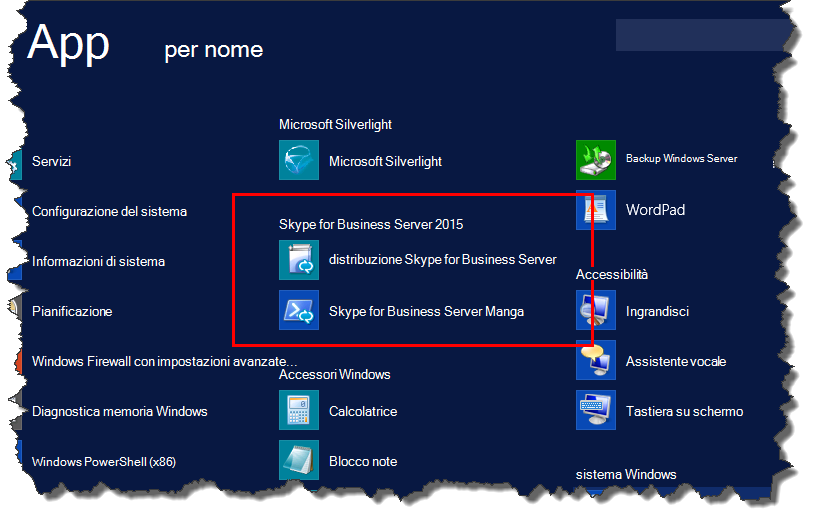 App per nome
Servizi
Configurazione del sistema
Informazioni di sistema
Pianificazione
Windows Firewall con impostazioni avanzate...
Diagnostica memoria Windows
Windows PowerShell (x86)
Microsoft Silverlight
Microsoft Silverlight
Skype for Business Server 2015
distribuzione Skype for Business Server
Skype for Business Server Manga
Accessori Windows
Calcolatrice
Blocco note
Backup Windows Server
WordPad
Accessibilità
Ingrandisci
Assistente vocale
Tastiera su schermo
sistema Windows